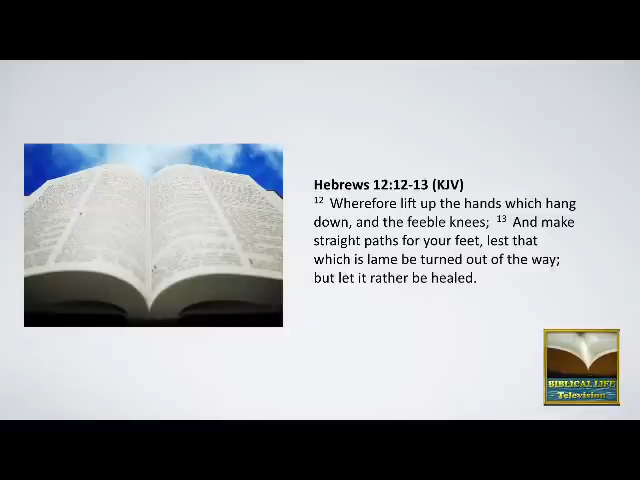 Hebrews 12:12-13 (KJV)
12 Wherefore lift up the hands which hang
down, and the feeble knees; 13 And make
straight paths for your feet, lest that
which is lame be turned out of the way;
but let it rather be healed.
BIBLICAL LIFE
Television